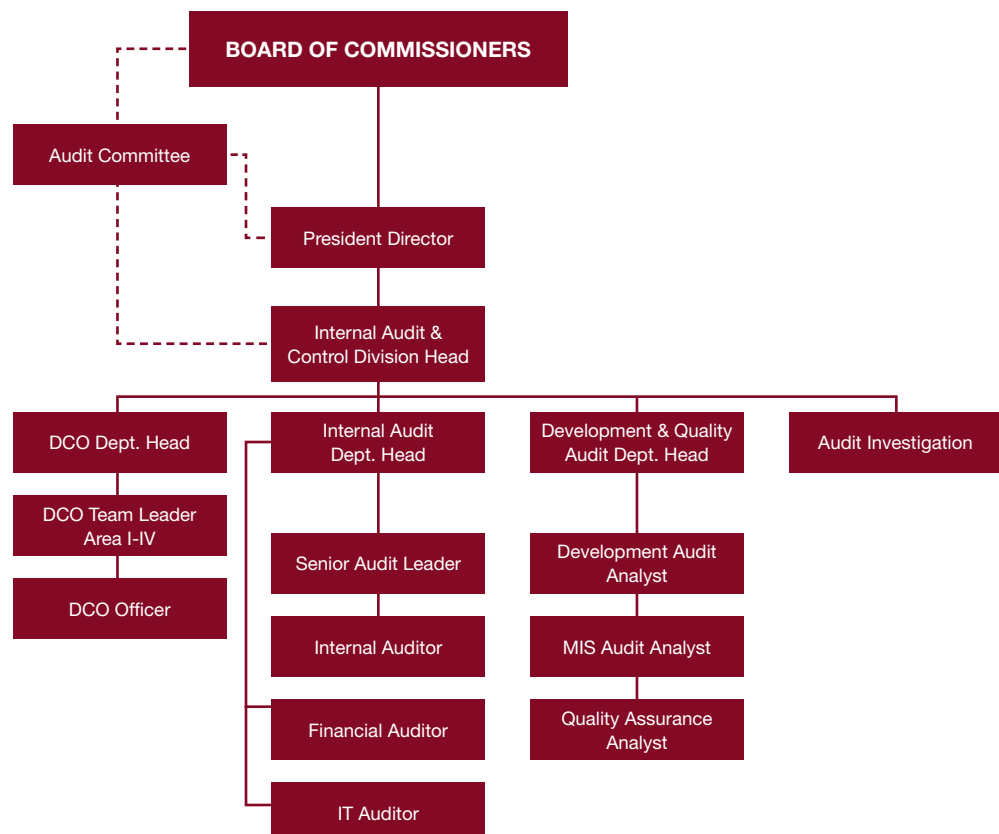 BOARD OF COMMISSIONERS
Audit Committee
President Director
Internal Audit &
Control Division Head
DCO Dept. Head
Internal Audit
Dept. Head
Development & Quality
Audit Dept. Head
Audit Investigation
DCO Team Leader
Area I-IV
Senior Audit Leader
Development Audit
Analyst
DCO Officer
Internal Auditor
MIS Audit Analyst
Financial Auditor
Quality Assurance
Analyst
IT Auditor